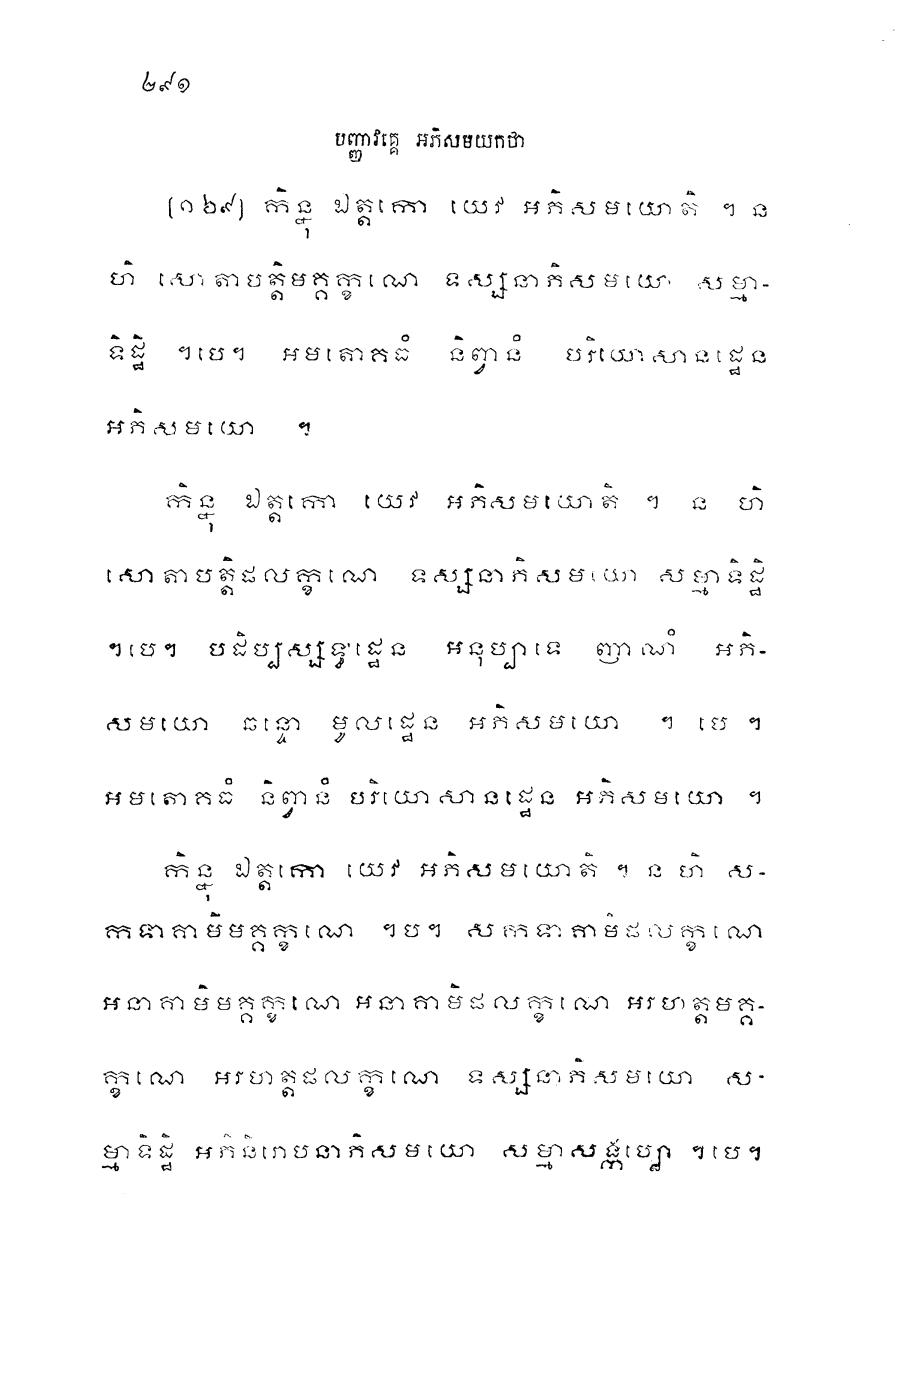 ២៩១
បញ្ញាវគ្គេ អភិសមយកថា
(១៦៩) កិន្នុ ឯត្តកោ យេវ អភិសមយោតិ ។ ន
ហិ សោតាបត្តិមគ្គក្ខណេ ទស្សនាភិសមយោ សម្មា-
ទិដ្ឋិ ។បេ។ អមតោគធំ និព្វានំ បរិយោសានដ្ឋេន
អភិសមយោ ។
កិន្នុ ឯត្តកោ យេវ អភិសមយោតិ ។ ន ហិ
សោតាបត្តិផលក្ខណេ ទស្សនាភិសមយោ សម្មាទិដ្ឋិ
។បេ។ បដិប្បស្សទ្ធដ្ឋេន អនុប្បាទេ ញាណំ អភិ-
សមយោ ឆន្ទោ មូលដ្ឋេន អភិសមយោ ។ បេ ។
អមតោគធំ និព្វានំ បរិយោសានដ្ឋេន អភិសមយោ ។
កិន្នុ ឯត្តកោ យេវ អភិសមយោតិ ។ ន ហិ ស-
កទាគាមិមគ្គក្ខណេ ។ប។ សកទាគាមិផលក្ខណេ
អនាគាមិមគ្គក្ខណេ អនាគាមិផលក្ខណេ អរហត្តមគ្គ-
ក្ខណេ អរហត្តផលក្ខណេ ទស្សនាភិសមយោ ស-
ម្មាទិដ្ឋិ អភិនិរោបនាភិសមយោ សម្មាសង្កប្បោ ។បេ។